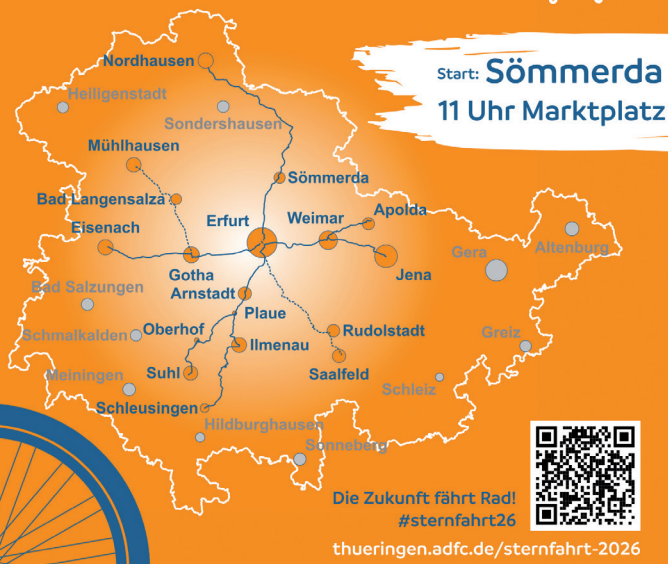 Start: Sömmerda
11 Uhr Marktplatz
Nordhausen
Heiligenstadt
Sondershausen
Mühlhausen
Sömmerda
Bad Langensalza
Apolda
Erfurt
Weimar
Eisenach
Gera
Altenburg
Gotha
Jena
Arnstadt
Bad Salzungen
Plaue
Schmalkalden
Oberhof
Rudolstadt
Ilmenau
Greiz
Suhl
Saalfeld
Meiningen
Schleiz
Schleusingen
Hildburghausen
Sonneberg
Die Zukunft fährt Rad!
#sternfahrt26
thueringen.adfc.de/sternfahrt-2026